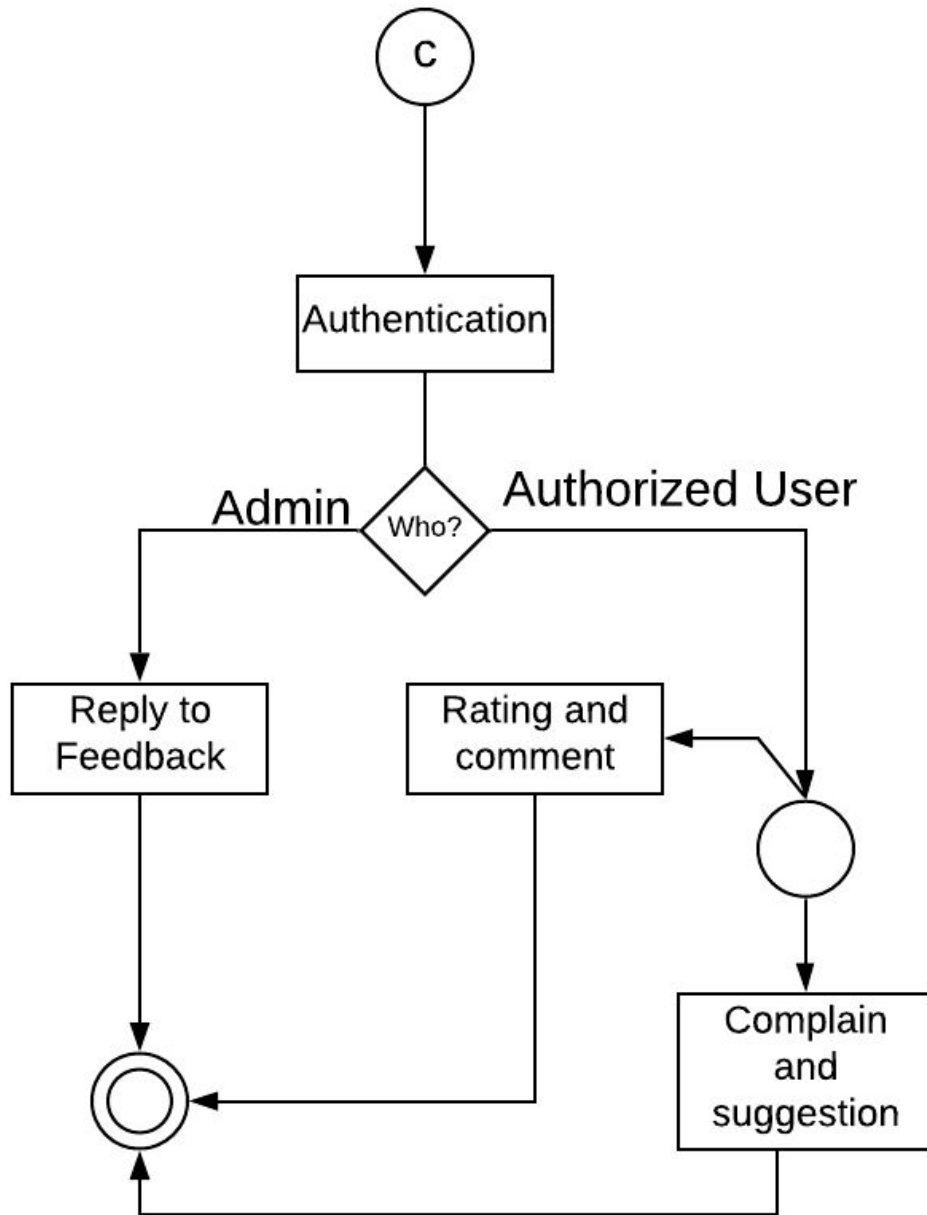 C
Authentication
Who?
Admin
Authorized User
Reply to
Feedback
Rating and
comment
Complain
and
suggestion